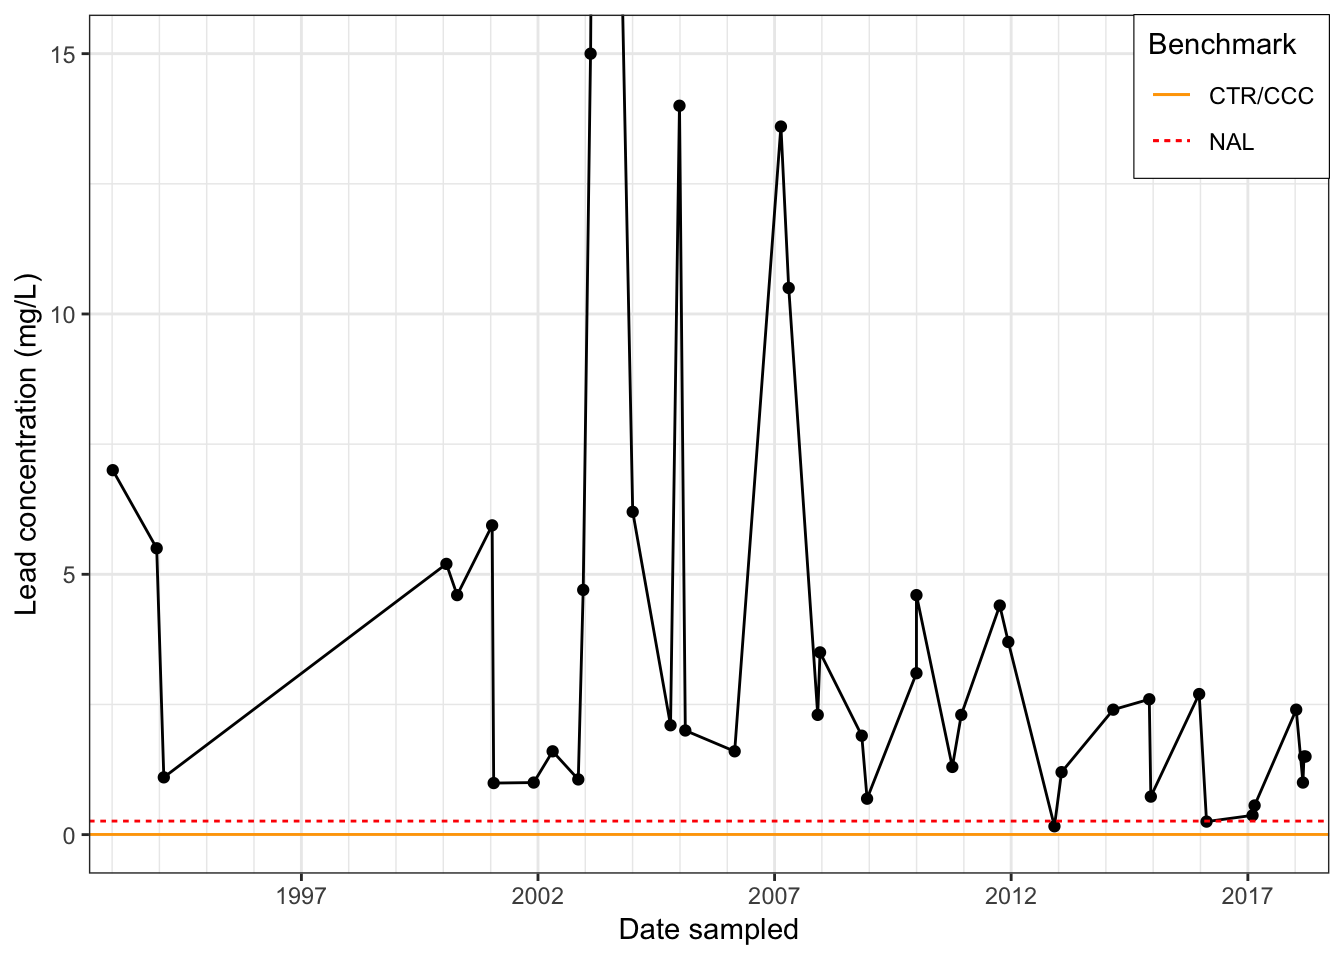 Benchmark
CTR/CCC
NAL
15
10
5
0
Lead concentration (mg/L)
1997 2002 2007 2012 2017
Date sampled